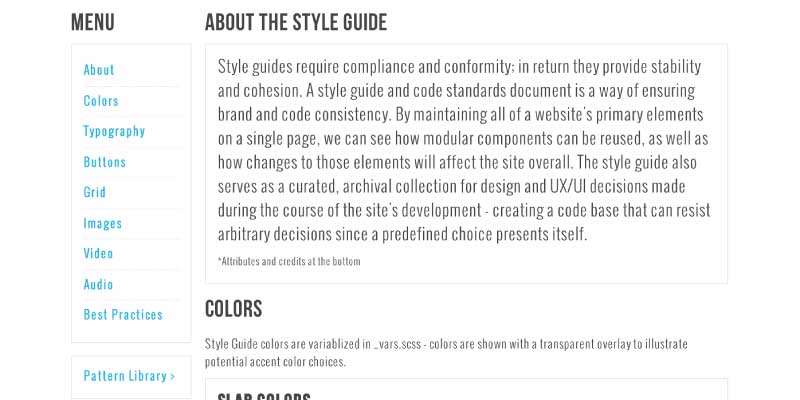 MENU
About
Colors
Typography
Buttons
Grid
Images
Video
Audio
Best Practices
Pattern Library >
ABOUT THE STYLE GUIDE
Style guides require compliance and conformity; in return they provide stability
and cohesion. A style guide and code standards document is a way of ensuring
brand and code consistency. By maintaining all of a website's primary elements
on a single page, we can see how modular components can be reused, as well as
how changes to those elements will affect the site overall. The style guide also
serves as a curated, archival collection for design and UX/UI decisions made
during the course of the site's development - creating a code base that can resist
arbitrary decisions since a predefined choice presents itself.
*Attributes and credits at the bottom
COLORS
Style Guide colors are variablized in _vars.scss - colors are shown with a transparent overlay to illustrate
potential accent color choices.
SLAB COLORS